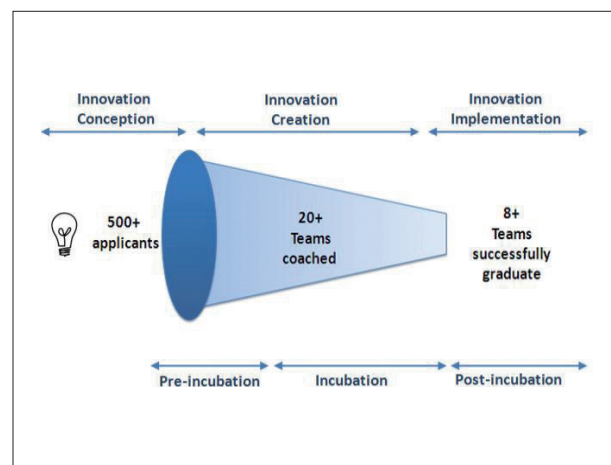 Innovation
Conception
Innovation
Creation
Innovation
Implementation
500+
applicants
20+
Teams
coached
8+
Teams
successfully
graduate
Pre-incubation
Incubation
Post-incubation